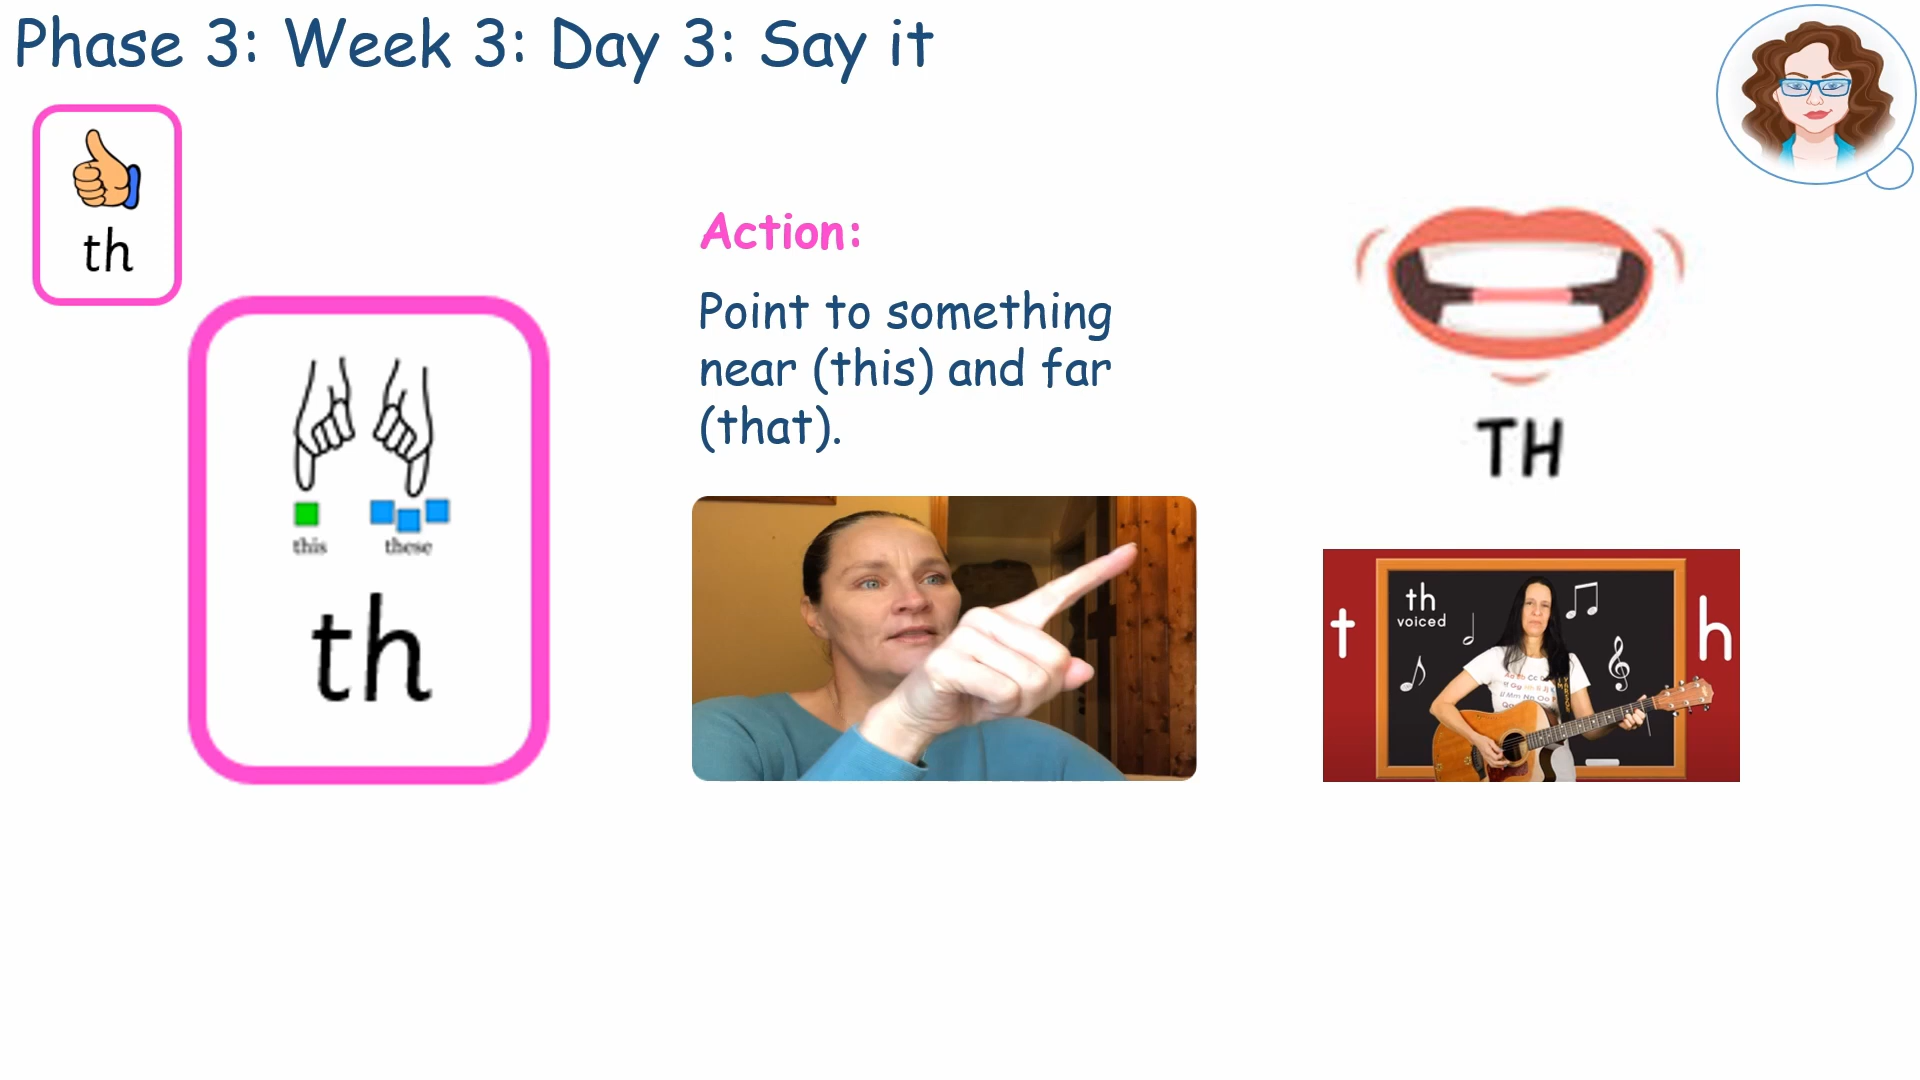 Phase 3: Week 3: Day 3: Say it
th
this these
th
Action:
Point to something
near (this) and far
(that).
TH
th
voiced
t
h